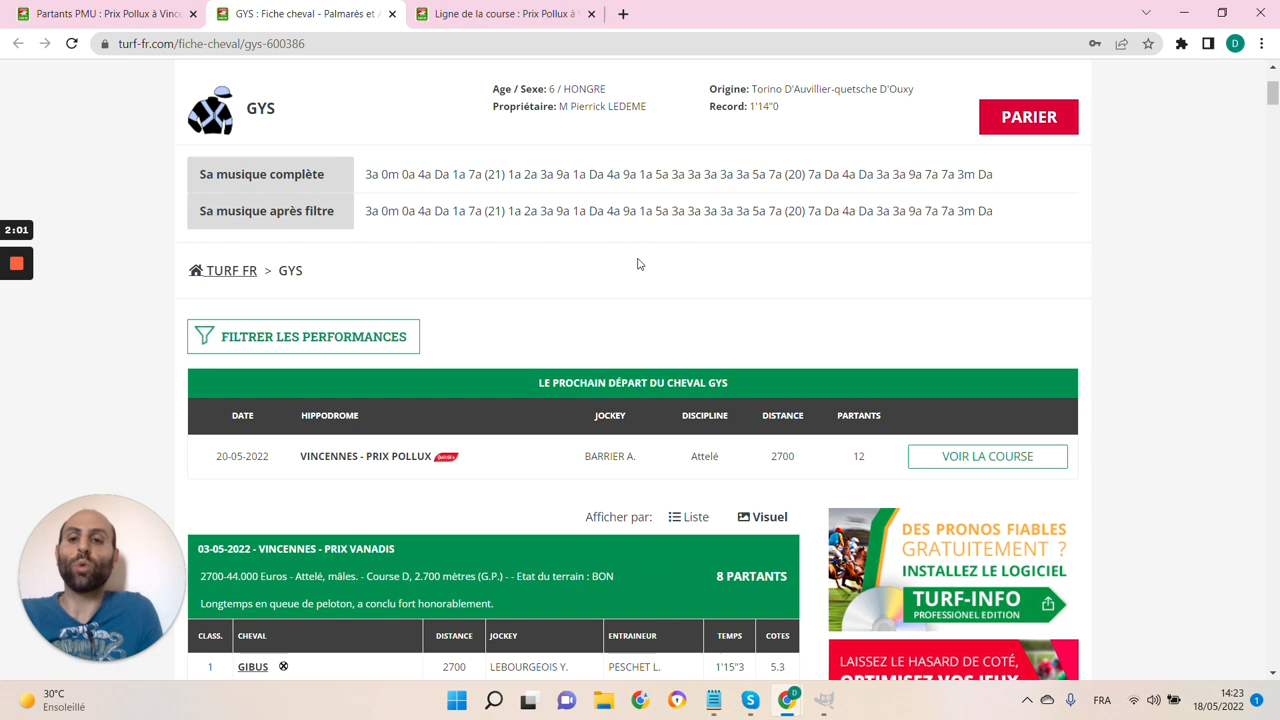 Partants PMU : Prix Pollux à Vince
GYS : Fiche cheval - Palmarès et A
Ligne de la course : Prix Pollux à V
turf-fr.com/fiche-cheval/gys-600386
D
GYS
Age / Sexe: 6 / HONGRE
Propriétaire: M Pierrick LEDEME
Origine: Torino D'Auvillier-quetsche D'Ouxy
Record: 1'14"0
PARIER
Sa musique complète
3a 0m 0a 4a Da 1a 7a (21) 1a 2a 3a 9a 1a Da 4a 9a 1a 5a 3a 3a 3a 3a 3a 5a 7a (20) 7a Da 4a Da 3a 3a 9a 7a 7a 3m Da
Sa musique après filtre
3a 0m 0a 4a Da 1a 7a (21) 1a 2a 3a 9a 1a Da 4a 9a 1a 5a 3a 3a 3a 3a 3a 5a 7a (20) 7a Da 4a Da 3a 3a 9a 7a 7a 3m Da
2:01
TURF FR > GYS
FILTRER LES PERFORMANCES
LE PROCHAIN DÉPART DU CHEVAL GYS
DATE HIPPODROME JOCKEY DISCIPLINE DISTANCE PARTANTS
20-05-2022 VINCENNES - PRIX POLLUX BARRIER A. Attelé 2700 12 VOIR LA COURSE
Afficher par: Liste Visuel
03-05-2022 - VINCENNES - PRIX VANADIS
2700-44.000 Euros - Attelé, mâles. - Course D, 2.700 mètres (G.P.) - - Etat du terrain : BON
8 PARTANTS
Longtemps en queue de peloton, a conclu fort honorablement.
CLASS. CHEVAL DISTANCE JOCKEY ENTRAINEUR TEMPS COTES
1 GIBUS 2700 LEBOURGEOIS Y. PESCHET L. 1'15"3 5.3
DES PRONOS FIABLES
GRATUITEMENT ?
INSTALLEZ LE LOGICIEL
TURF-INFO
PROFESSIONEL EDITION
LAISSEZ LE HASARD DE COTÉ,
OPTIMISEZ VOS JEUX
30°C
Ensoleillé
D
FRA
14:23
18/05/2022
1